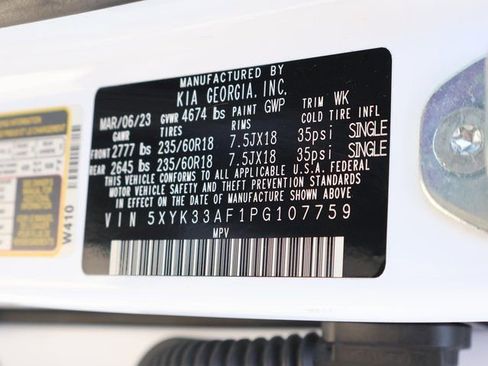 MANUFACTURED BY
KIA GEORGIA, INC.
MAR/06/23 GVWR 4674 lbs PAINT GWP TRIM WK
GAWR TIRES RIMS COLD TIRE INFL
FRONT 2777 lbs 235/60R18 7.5JX18 35psi SINGLE
REAR 2645 lbs 235/60R18 7.5JX18 35psi SINGLE
THIS VEHICLE CONFORMS TO ALL APPLICABLE U.S.A. FEDERAL
MOTOR VEHICLE SAFETY AND THEFT PREVENTION STANDARDS
IN EFFECT ON THE DATE OF MANUFACTURE SHOWN ABOVE
VIN 5XYK33AF1PG107759
MPV
W410